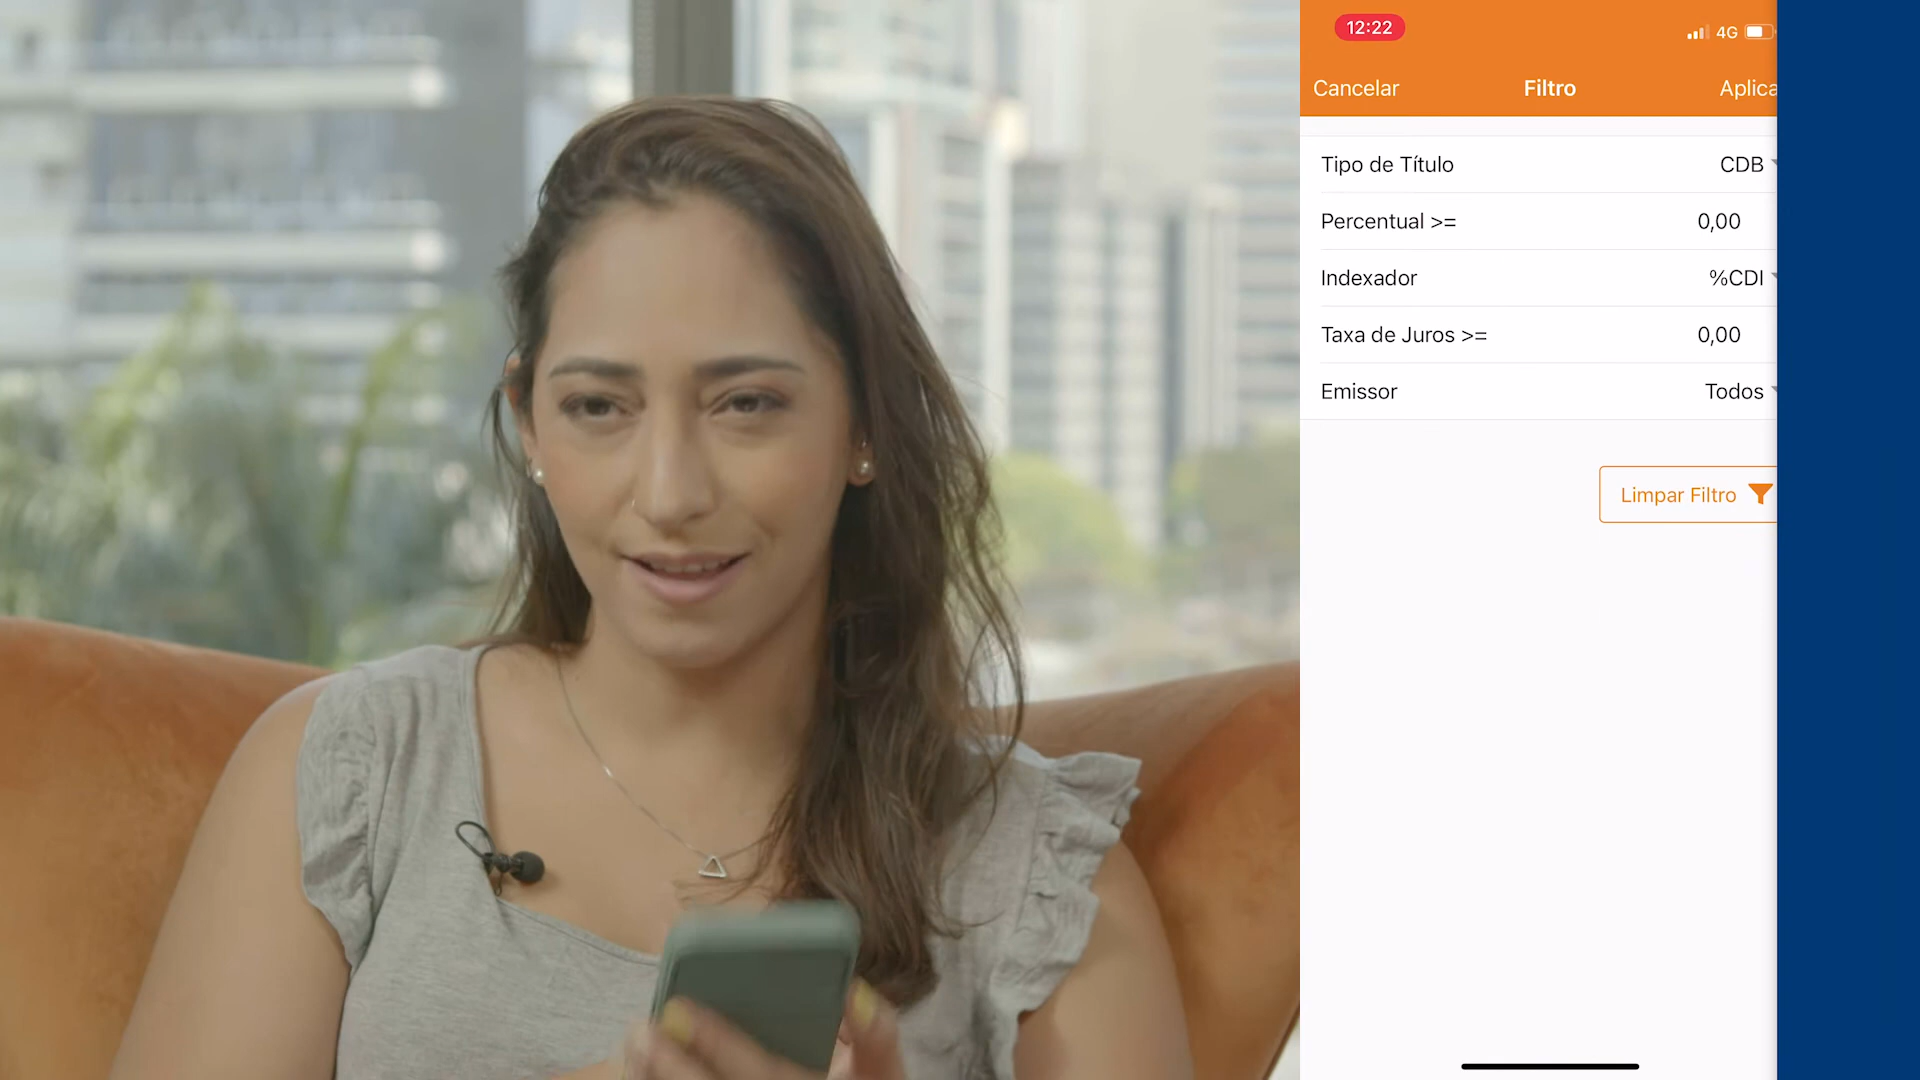 12:22
4G
Cancelar
Filtro
Aplica
Tipo de Título
CDB
Percentual >=
0,00
Indexador
%CDI
Taxa de Juros >=
0,00
Emissor
Todos
Limpar Filtro